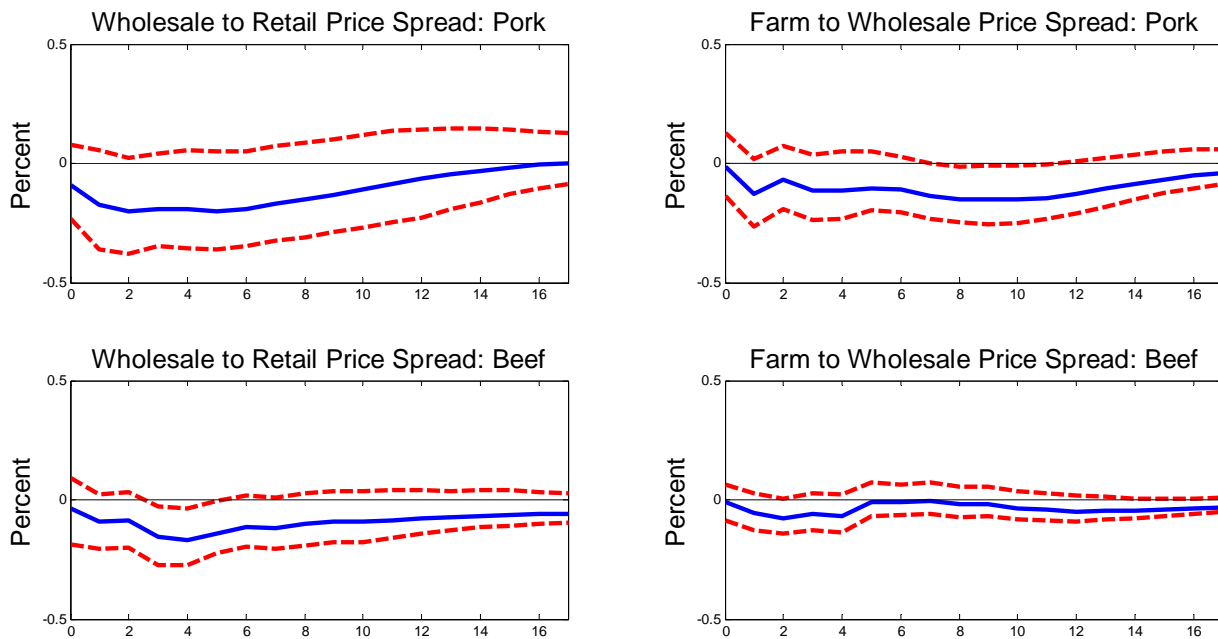 Wholesale to Retail Price Spread: Pork
0.5
0
-0.5
Percent
0 2 4 6 8 10 12 14 16
Farm to Wholesale Price Spread: Pork
0.5
0
-0.5
Percent
0 2 4 6 8 10 12 14 16
Wholesale to Retail Price Spread: Beef
0.5
0
-0.5
Percent
0 2 4 6 8 10 12 14 16
Farm to Wholesale Price Spread: Beef
0.5
0
-0.5
Percent
0 2 4 6 8 10 12 14 16